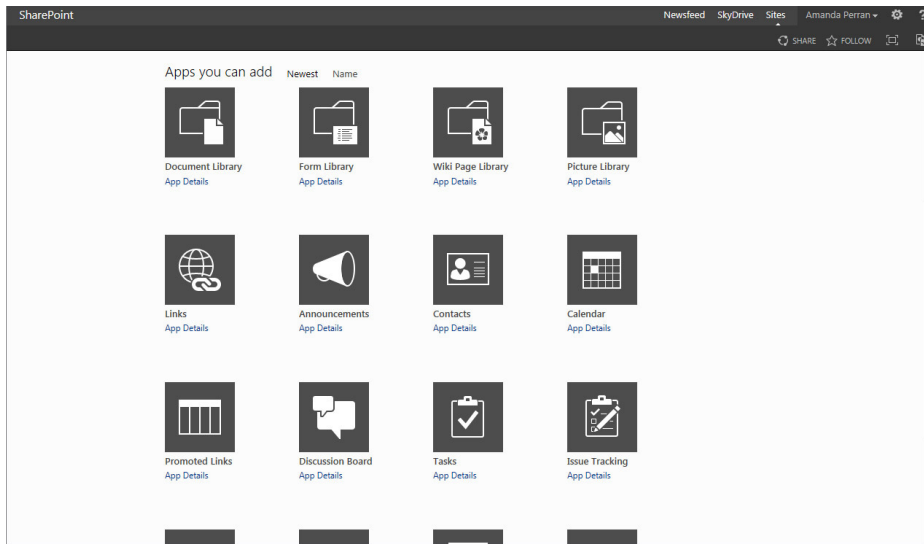 SharePoint Newsfeed SkyDrive Sites Amanda Perran ?
SHARE FOLLOW
Apps you can add Newest Name
Document Library Form Library Wiki Page Library Picture Library
App Details App Details App Details App Details
Links Announcements Contacts Calendar
App Details App Details App Details App Details
Promoted Links Discussion Board Tasks Issue Tracking
App Details App Details App Details App Details